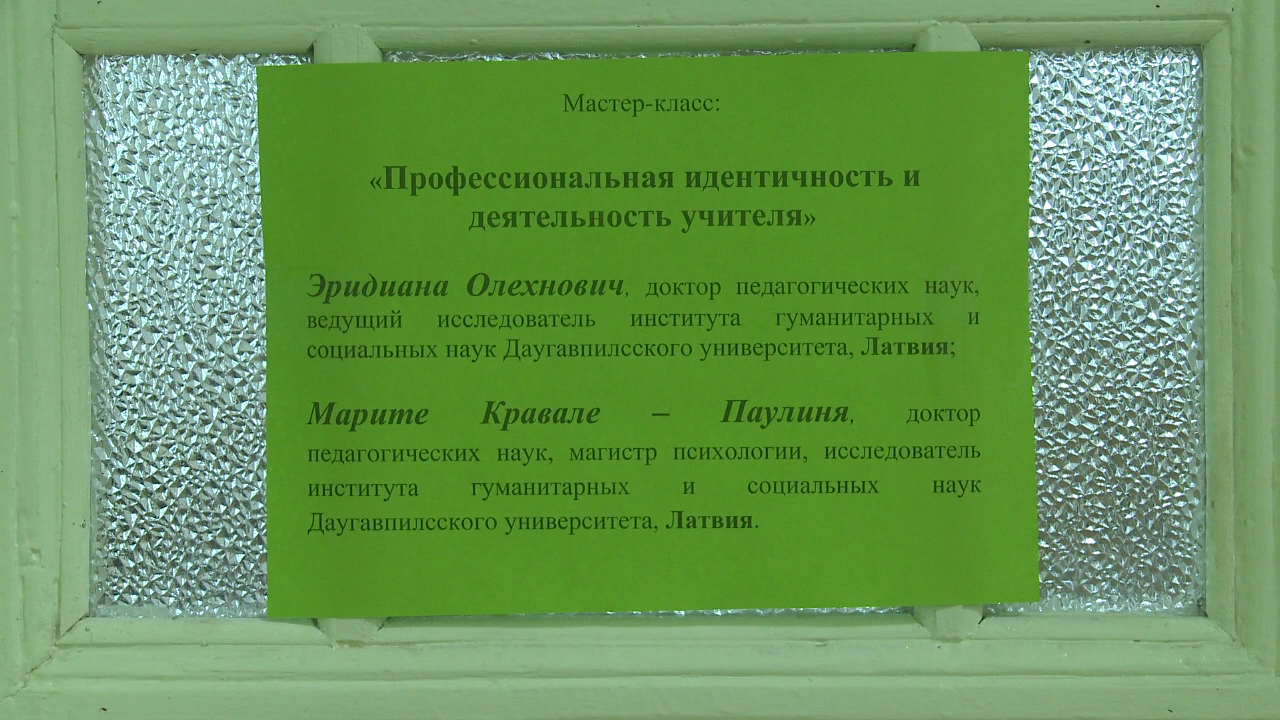 Мастер-класс:
«Профессиональная идентичность и
деятельность учителя»
Эридиана Олехнович, доктор педагогических наук,
ведущий исследователь института гуманитарных и
социальных наук Даугавпилсского университета, Латвия;
Марите Кравале – Паулиня, доктор
педагогических наук, магистр психологии, исследователь
института гуманитарных и социальных наук
Даугавпилсского университета, Латвия.